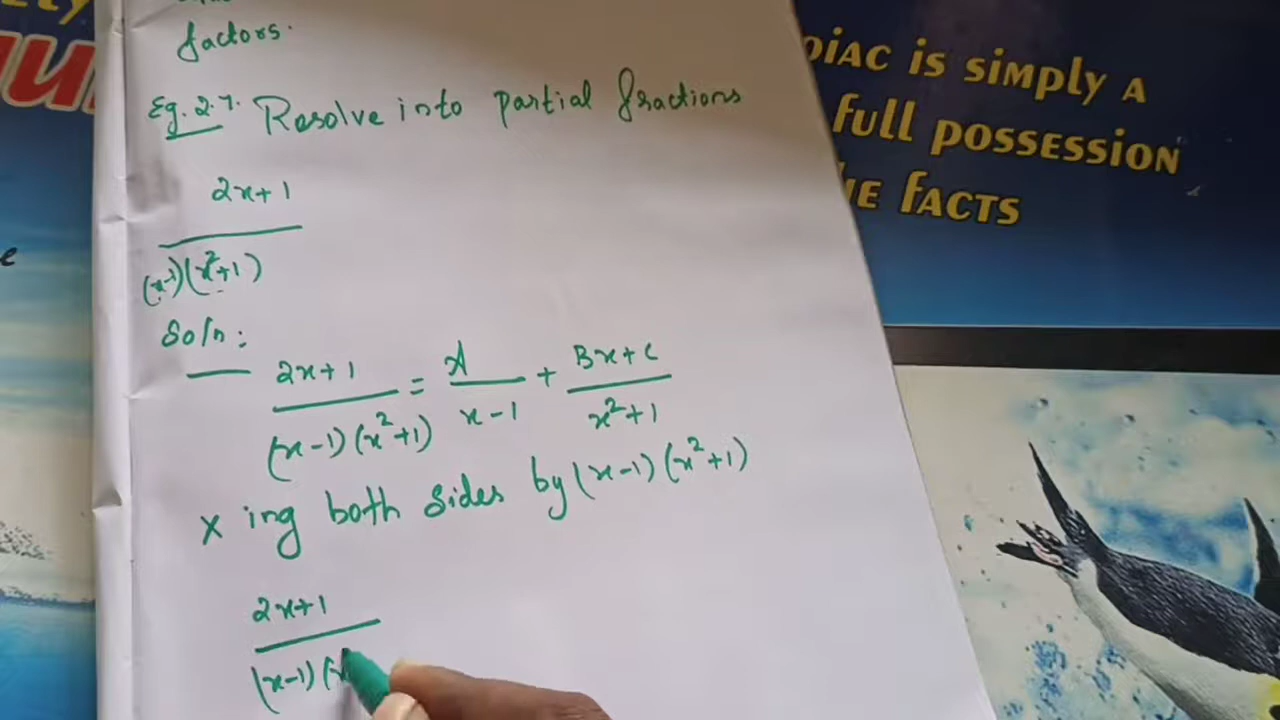 factors.
Eg. 2.7. Resolve into partial fractions
2x+1
(x-1)(x²+1)
Soln:
2x+1 / (x-1)(x²+1) = A / x-1 + Bx+C / x²+1
x ing both sides by (x-1)(x²+1)
2x+1
(x-1)(x
IS SIMPLY A
FULL POSSESSION
FACTS